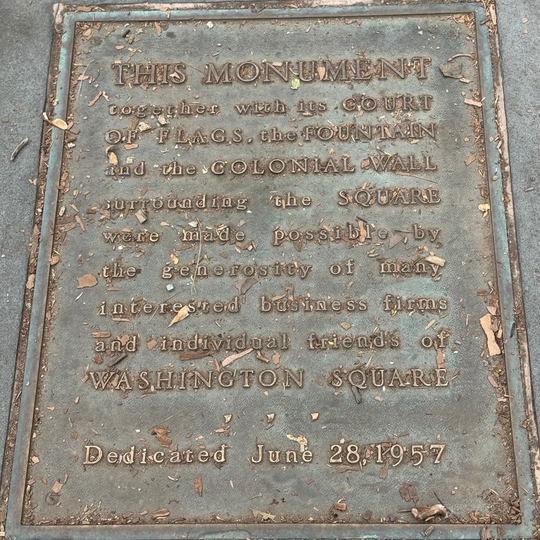 THIS MONUMENT
together with its COURT
OF FLAGS, the FOUNTAIN
and the COLONIAL WALL
surrounding the SQUARE
were made possible by
the generosity of many
interested business firms
and individual friends of
WASHINGTON SQUARE
Dedicated June 28, 1957